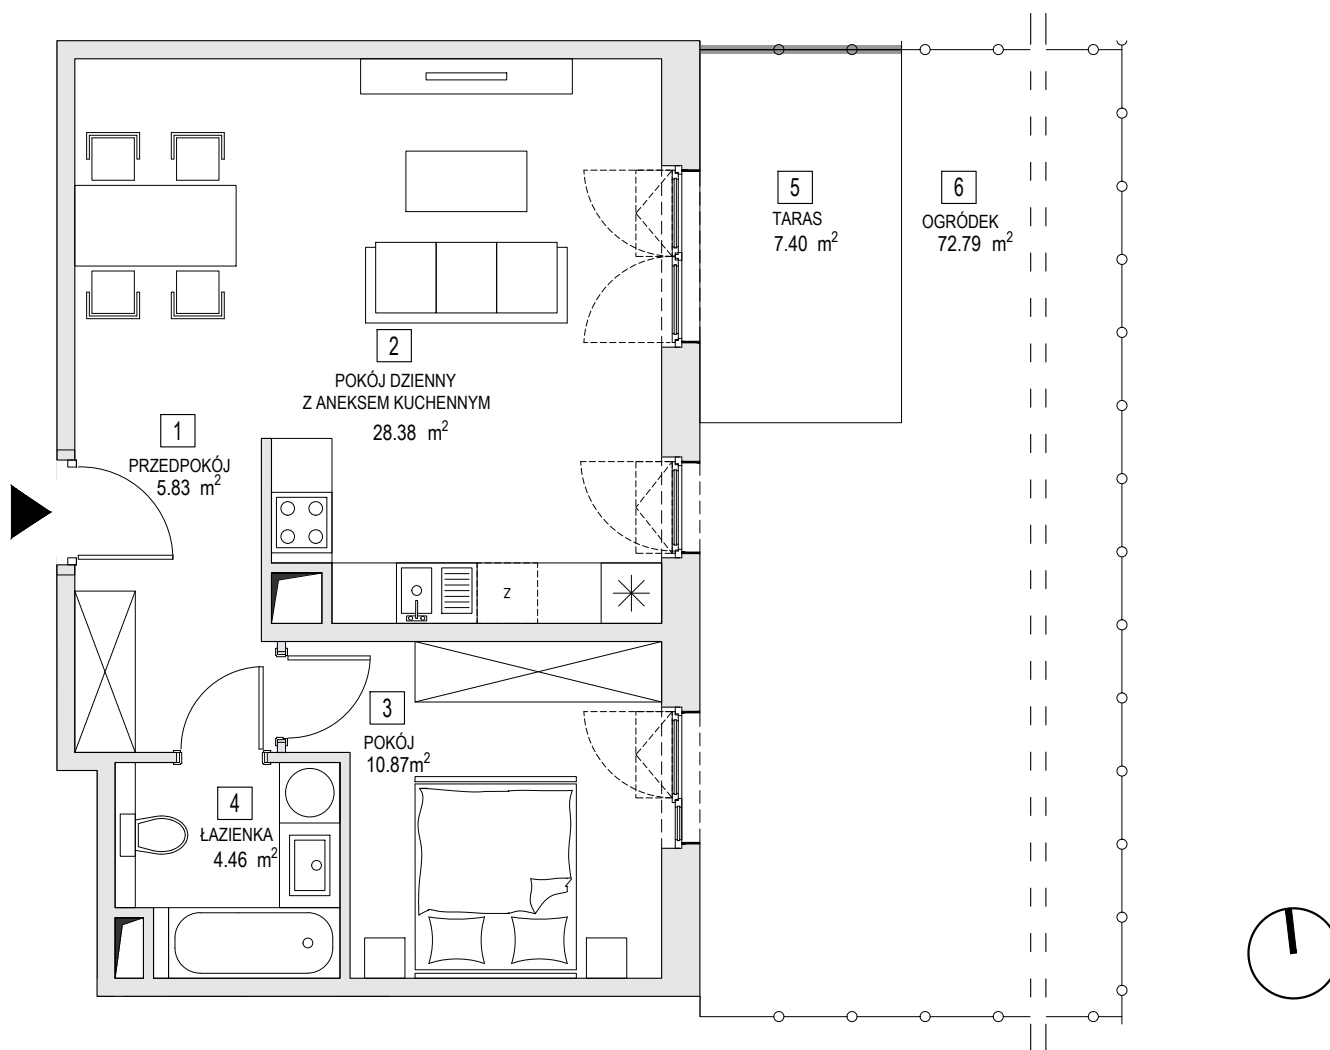 5
TARAS
7.40 m²
6
OGRÓDEK
72.79 m²
2
POKÓJ DZIENNY
Z ANEKSEM KUCHENNYM
28.38 m²
1
PRZEDPOKÓJ
5.83 m²
Z
3
POKÓJ
10.87m²
4
ŁAZIENKA
4.46 m²